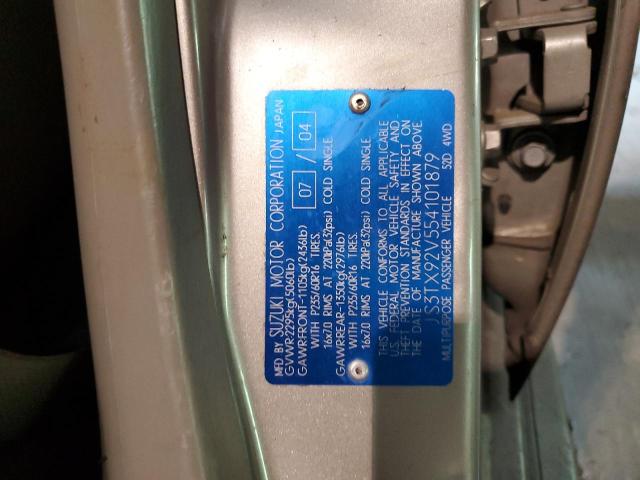 MFD BY SUZUKI MOTOR CORPORATION JAPAN
GVWR:2295kg(5060lb) 07 / 04
GAWR:FRONT-1105kg(2436lb)
WITH P235/60R16 TIRES.
16x7.0 RIMS AT 220kPa(32psi) COLD SINGLE
GAWR:REAR-1350kg(2976lb)
WITH P235/60R16 TIRES.
16x7.0 RIMS AT 220kPa(32psi) COLD SINGLE
THIS VEHICLE CONFORMS TO ALL APPLICABLE
U.S. FEDERAL MOTOR VEHICLE SAFETY AND
THEFT PREVENTION STANDARDS IN EFFECT ON
THE DATE OF MANUFACTURE SHOWN ABOVE.
JS3TX92V554101879
MULTIPURPOSE PASSENGER VEHICLE 52D 4WD